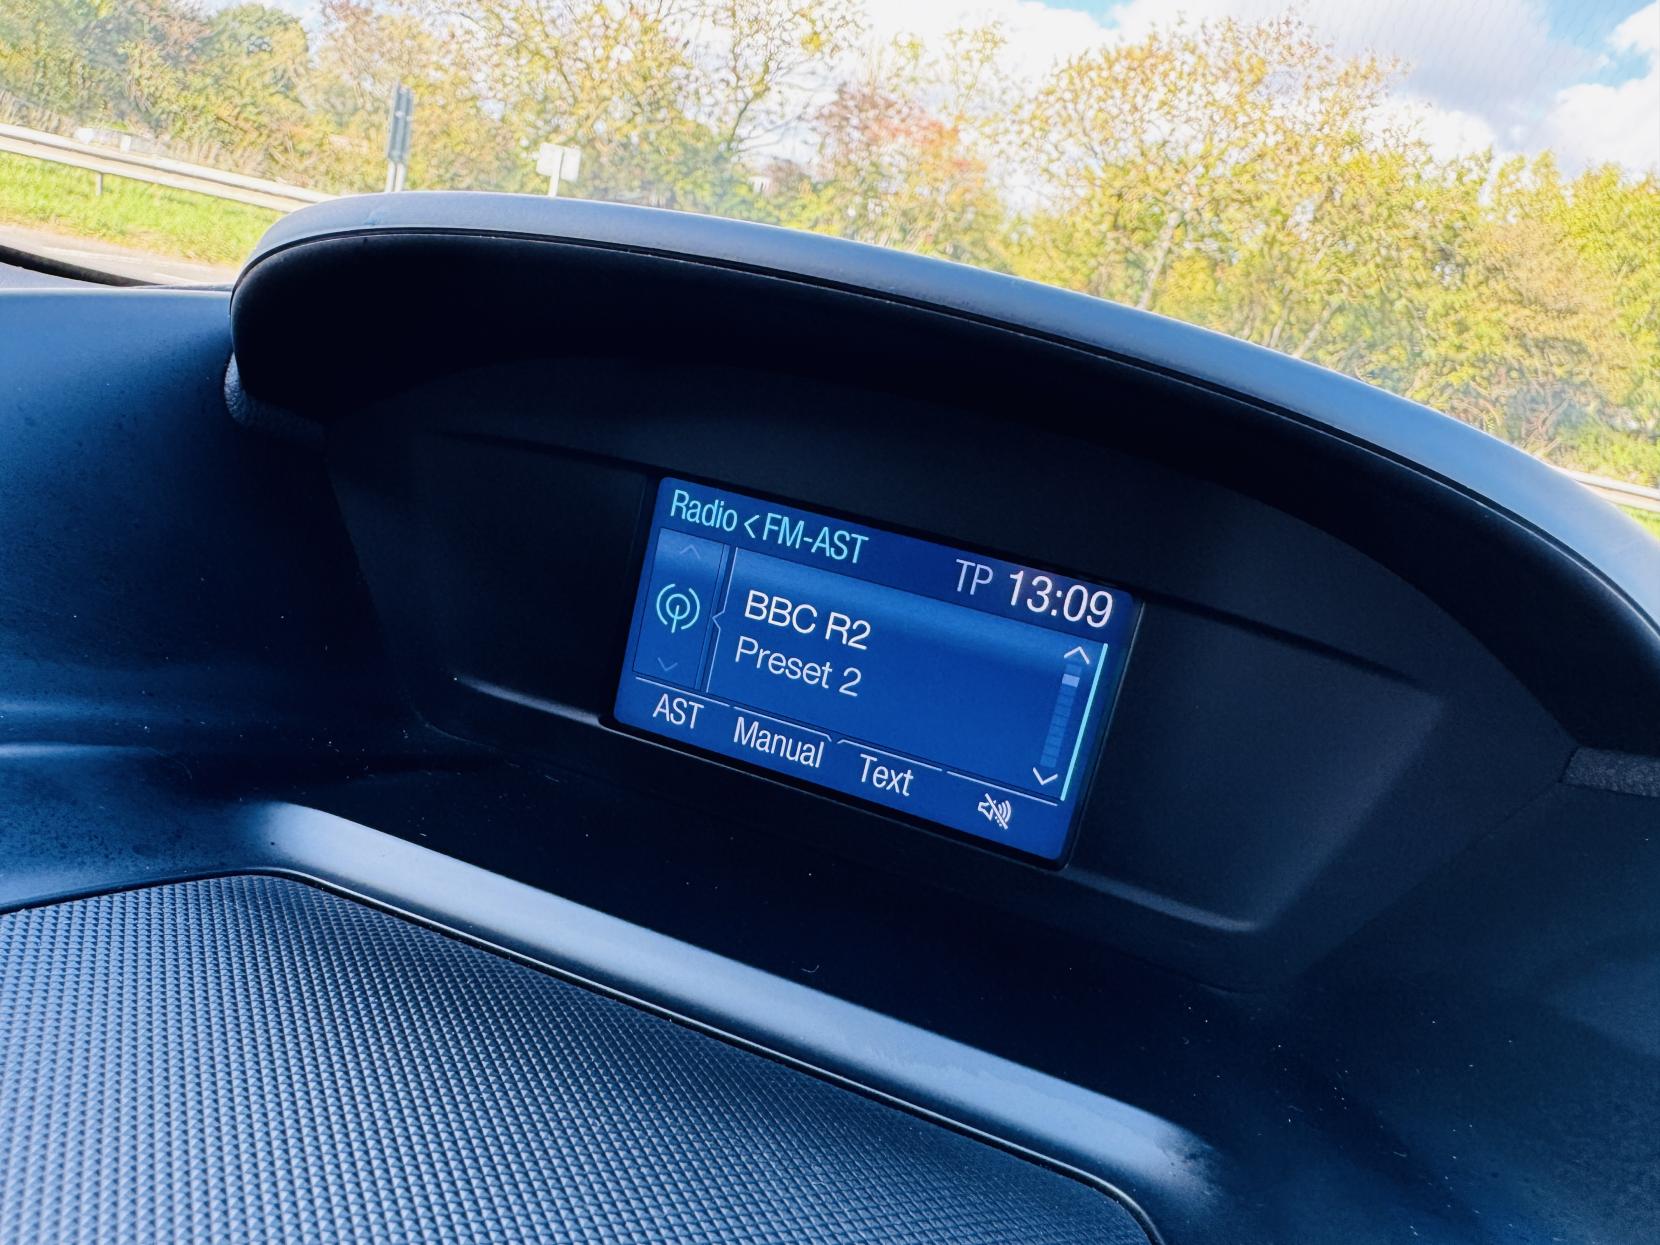 Radio < FM-AST
TP 13:09
BBC R2
Preset 2
AST Manual Text